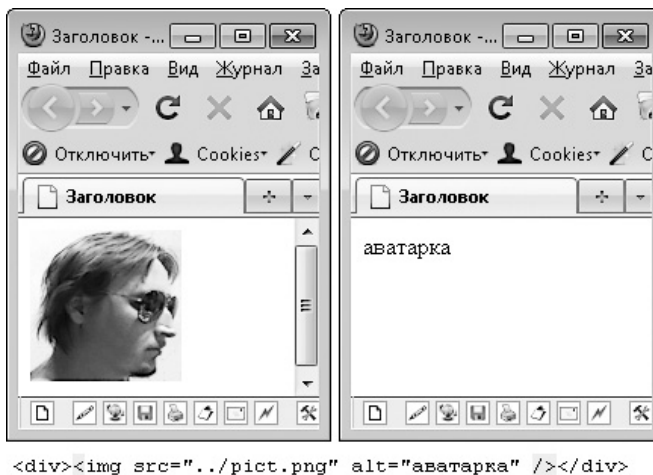 Заголовок -...
Файл Правка Вид Журнал За
Отключить Cookies С
Заголовок
Заголовок -...
Файл Правка Вид Журнал За
Отключить Cookies С
Заголовок
аватарка
<div><img src="../pict.png" alt="аватарка" /></div>